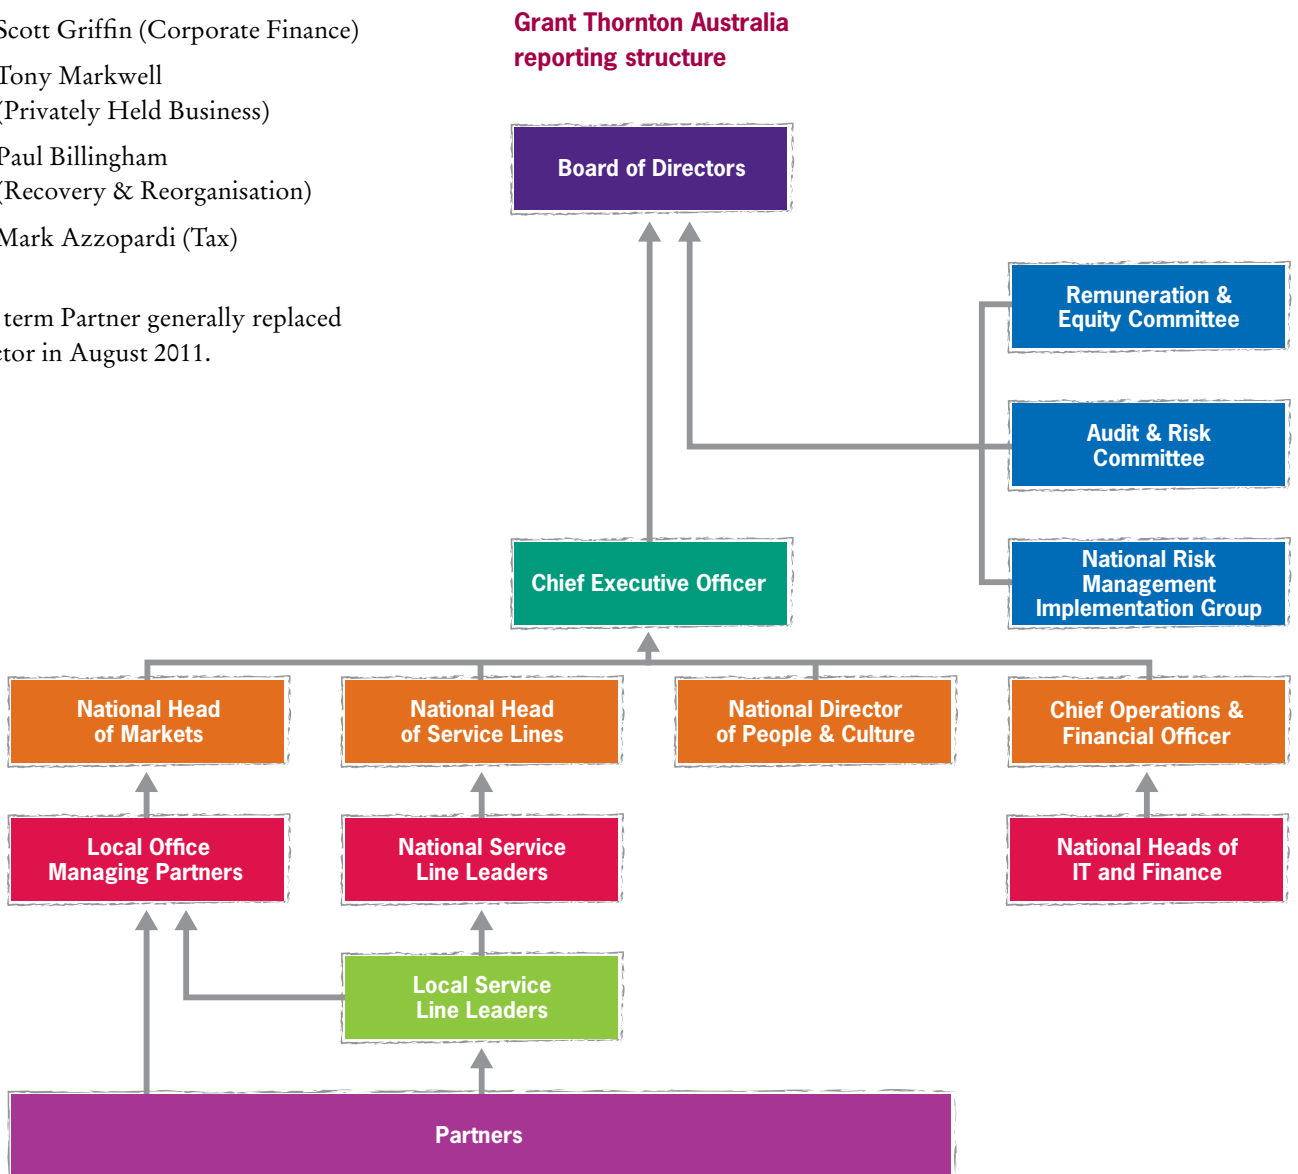 Scott Griffin (Corporate Finance)
Tony Markwell
(Privately Held Business)
Paul Billingham
(Recovery & Reorganisation)
Mark Azzopardi (Tax)
term Partner generally replaced
in August 2011.
Grant Thornton Australia
reporting structure
Board of Directors
Remuneration &
Equity Committee
Audit & Risk
Committee
National Risk
Management
Implementation Group
Chief Executive Officer
National Head
of Markets
National Head
of Service Lines
National Director
of People & Culture
Chief Operations &
Financial Officer
Local Office
Managing Partners
National Service
Line Leaders
National Heads of
IT and Finance
Local Service
Line Leaders
Partners